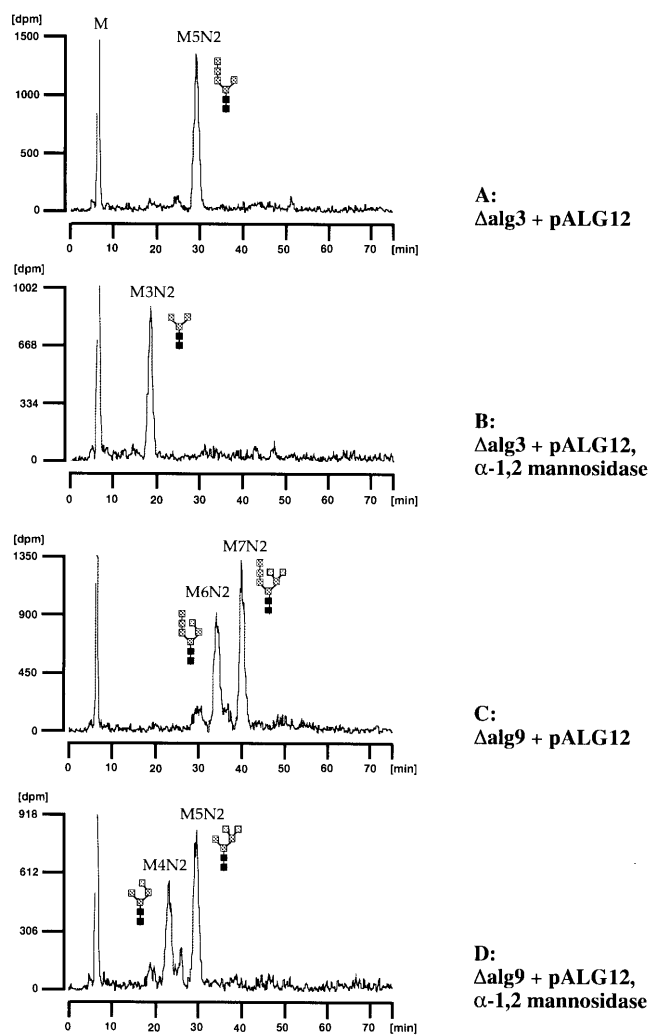 [dpm]
M
M5N2
1500
1000
500
0
0 10 20 30 40 50 60 70 [min]
A:
Δalg3 + pALG12
[dpm]
M3N2
1002
668
334
0
0 10 20 30 40 50 60 70 [min]
B:
Δalg3 + pALG12,
α-1,2 mannosidase
[dpm]
M7N2
M6N2
1350
900
450
0
0 10 20 30 40 50 60 70 [min]
C:
Δalg9 + pALG12
[dpm]
M5N2
M4N2
918
612
306
0
0 10 20 30 40 50 60 70 [min]
D:
Δalg9 + pALG12,
α-1,2 mannosidase